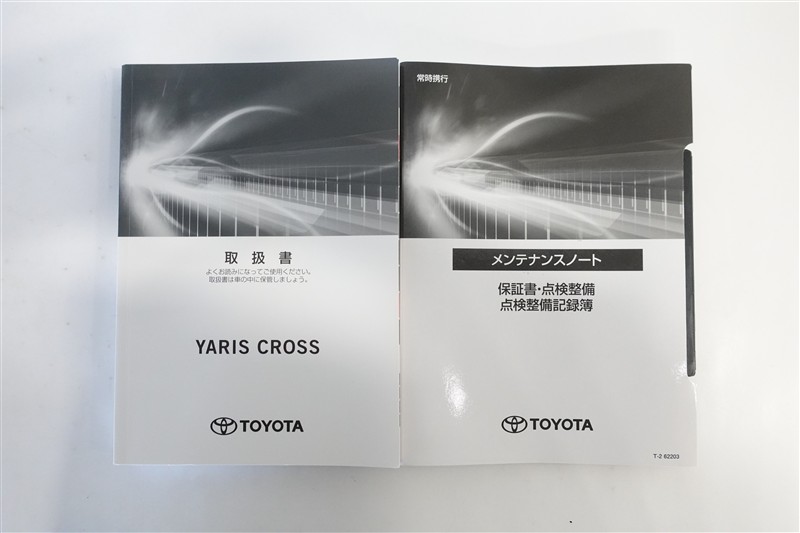 取扱書
よくお読みになってご使用ください。
取扱書は車の中に保管しましょう。
YARIS CROSS
TOYOTA
常時携行
メンテナンスノート
保証書・点検整備
点検整備記録簿
TOYOTA
T-2 62203